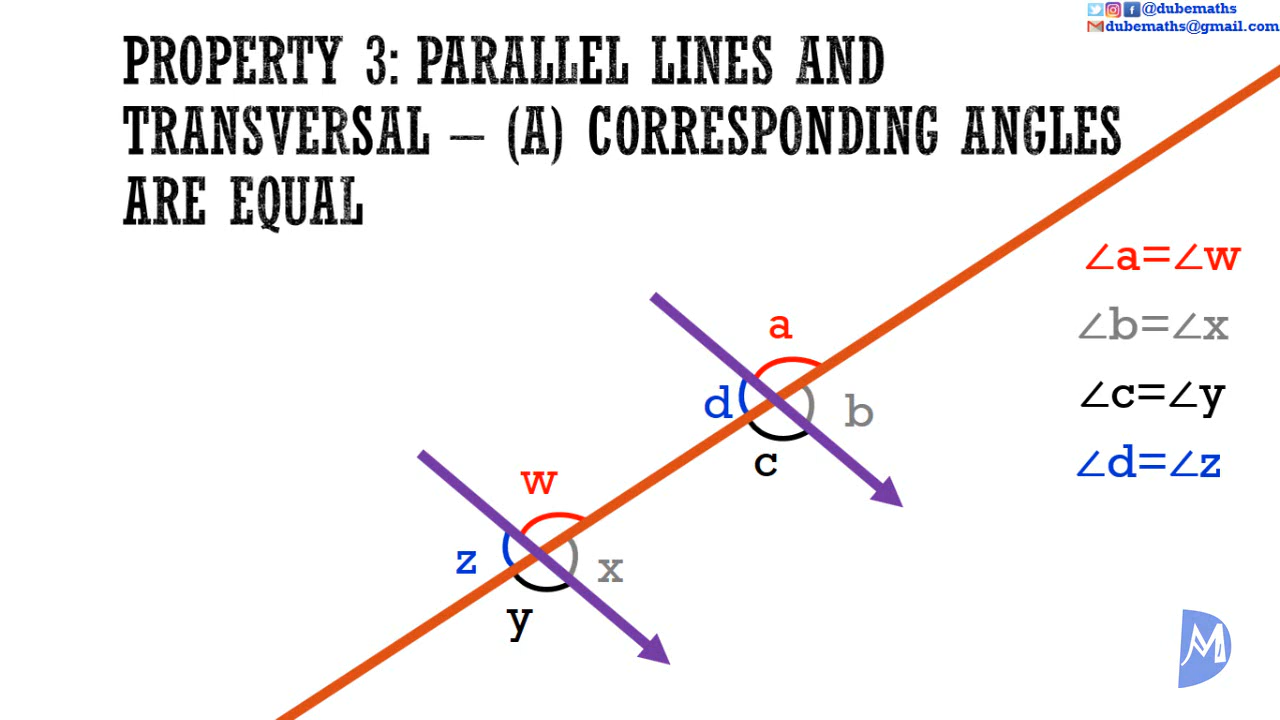 @dubemaths
dubemaths@gmail.com
PROPERTY 3: PARALLEL LINES AND
TRANSVERSAL – (A) CORRESPONDING ANGLES
ARE EQUAL
∠a=∠w
∠b=∠x
∠c=∠y
∠d=∠z
a
d
b
c
w
z
x
y
M